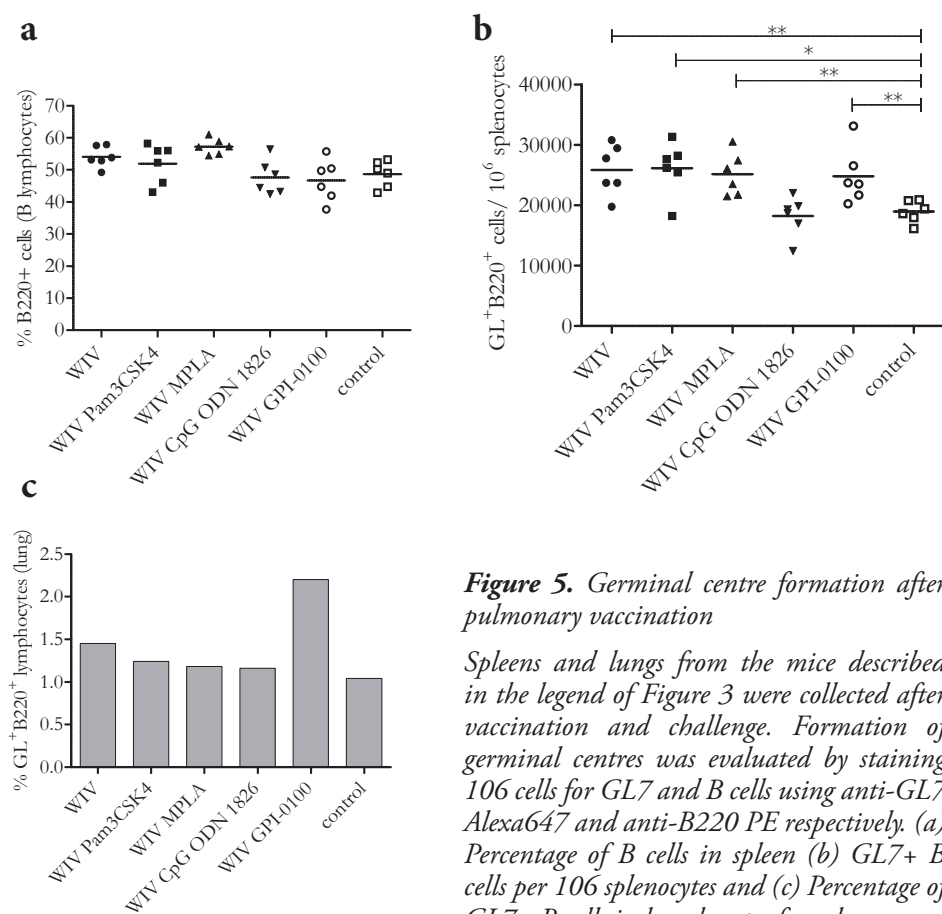 a
% B220+ cells (B lymphocytes)
70
60
50
40
30
20
10
0
WIV
WIV Pam3CSK4
WIV MPLA
WIV CpG ODN 1826
WIV GPI-0100
control
b
**
*
**
**
GL+B220+ cells/ 10⁶ splenocytes
40000
30000
20000
10000
0
WIV
WIV Pam3CSK4
WIV MPLA
WIV CpG ODN 1826
WIV GPI-0100
control
c
% GL+B220+ lymphocytes (lung)
2.5
2.0
1.5
1.0
0.5
0.0
WIV
WIV Pam3CSK4
WIV MPLA
WIV CpG ODN 1826
WIV GPI-0100
control
Figure 5. Germinal centre formation after
pulmonary vaccination
Spleens and lungs from the mice described
in the legend of Figure 3 were collected after
vaccination and challenge. Formation of
germinal centres was evaluated by staining
106 cells for GL7 and B cells using anti-GL7
Alexa647 and anti-B220 PE respectively. (a)
Percentage of B cells in spleen (b) GL7+ B
cells per 106 splenocytes and (c) Percentage of